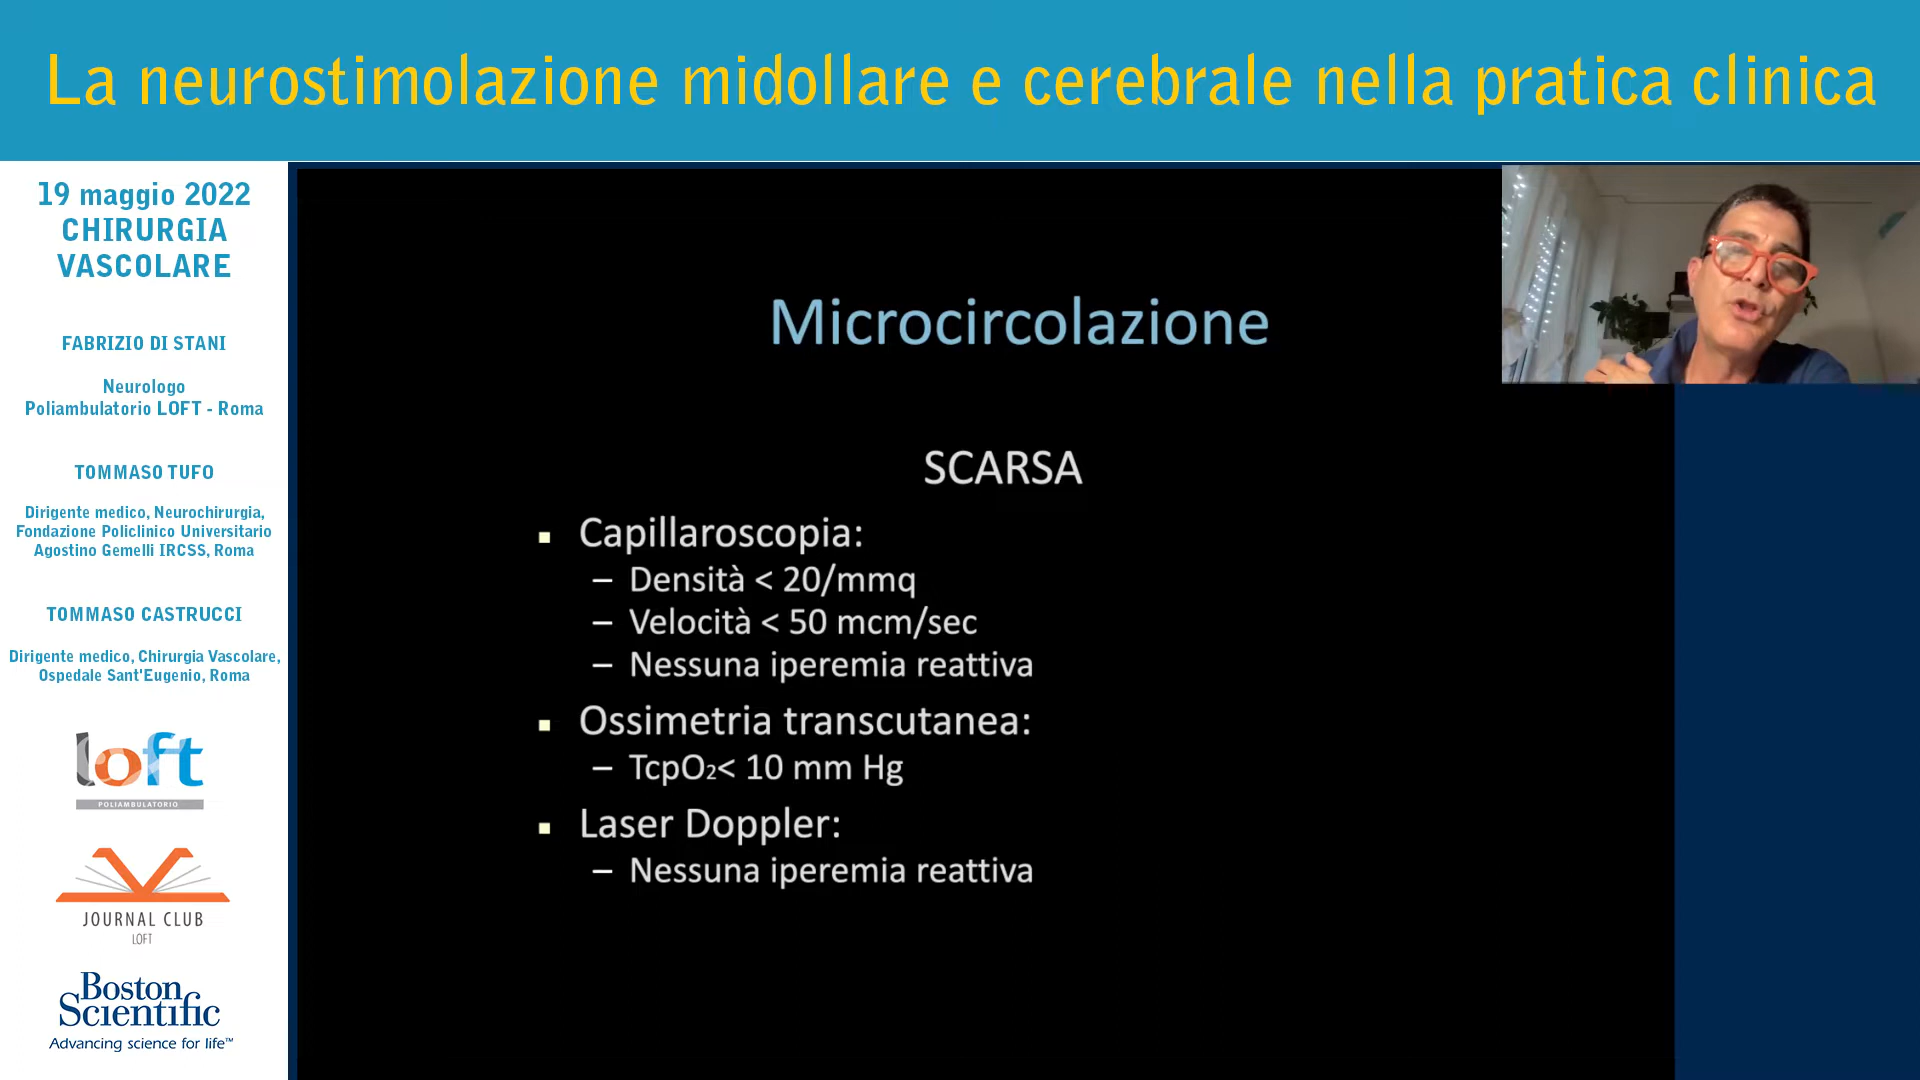 La neurostimolazione midollare e cerebrale nella pratica clinica
19 maggio 2022
CHIRURGIA
VASCOLARE
FABRIZIO DI STANI
Neurologo
Poliambulatorio LOFT - Roma
TOMMASO TUFO
Dirigente medico, Neurochirurgia,
Fondazione Policlinico Universitario
Agostino Gemelli IRCSS, Roma
TOMMASO CASTRUCCI
Dirigente medico, Chirurgia Vascolare,
Ospedale Sant'Eugenio, Roma
loft
POLIAMBULATORIO
JOURNAL CLUB
LOFT
Boston
Scientific
Advancing science for life™
Microcircolazione
SCARSA
▪ Capillaroscopia:
– Densità < 20/mmq
– Velocità < 50 mcm/sec
– Nessuna iperemia reattiva
▪ Ossimetria transcutanea:
– TcpO₂< 10 mm Hg
▪ Laser Doppler:
– Nessuna iperemia reattiva